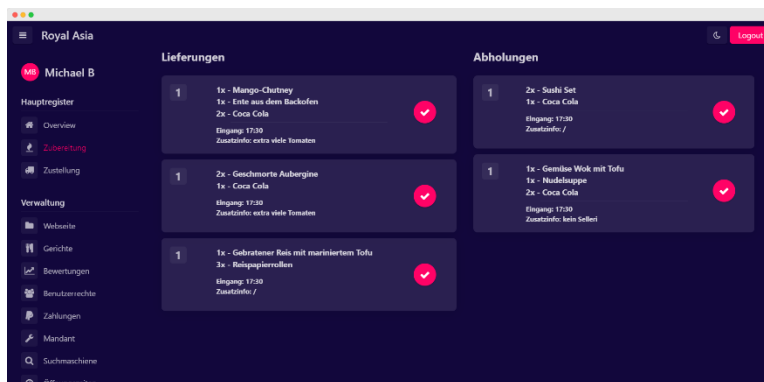 Royal Asia
Logout
MB
Michael B
Hauptregister
Overview
Zubereitung
Zustellung
Verwaltung
Webseite
Gerichte
Bewertungen
Benutzerrechte
Zahlungen
Mandant
Suchmaschiene
Lieferungen
1
1x - Mango-Chutney
1x - Ente aus dem Backofen
2x - Coca Cola
Eingang: 17:30
Zusatzinfo: extra viele Tomaten
1
2x - Geschmorte Aubergine
1x - Coca Cola
Eingang: 17:30
Zusatzinfo: extra viele Tomaten
1
1x - Gebratener Reis mit mariniertem Tofu
3x - Reispapierrollen
Eingang: 17:30
Zusatzinfo: /
Abholungen
1
2x - Sushi Set
1x - Coca Cola
Eingang: 17:30
Zusatzinfo: /
1
1x - Gemüse Wok mit Tofu
1x - Nudelsuppe
2x - Coca Cola
Eingang: 17:30
Zusatzinfo: kein Selleri